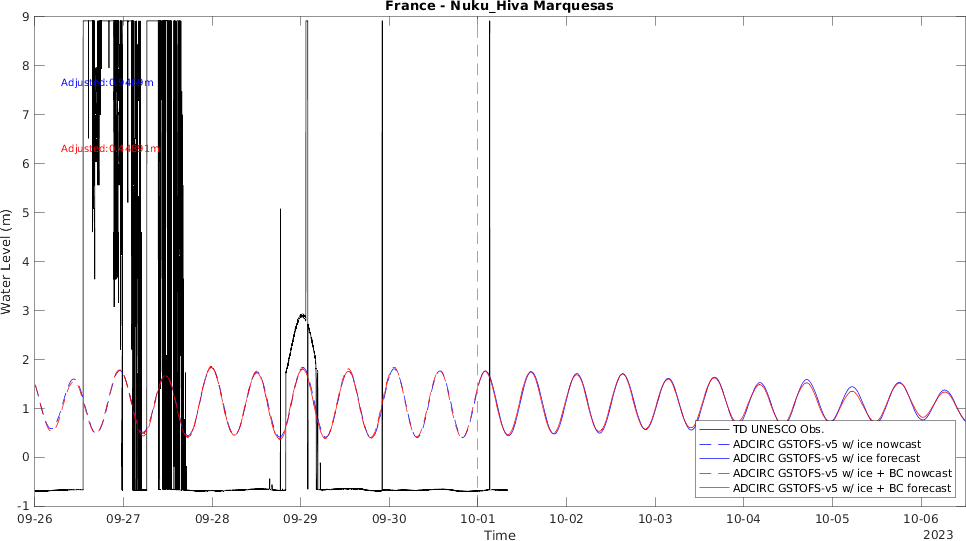 France - Nuku_Hiva Marquesas
9
8
7
6
5
4
3
2
1
0
-1
Water Level (m)
TD UNESCO Obs.
ADCIRC GSTOFS-v5 w/ ice nowcast
ADCIRC GSTOFS-v5 w/ ice forecast
ADCIRC GSTOFS-v5 w/ ice + BC nowcast
ADCIRC GSTOFS-v5 w/ ice + BC forecast
09-26 09-27 09-28 09-29 09-30 10-01 10-02 10-03 10-04 10-05 10-06
Time
2023